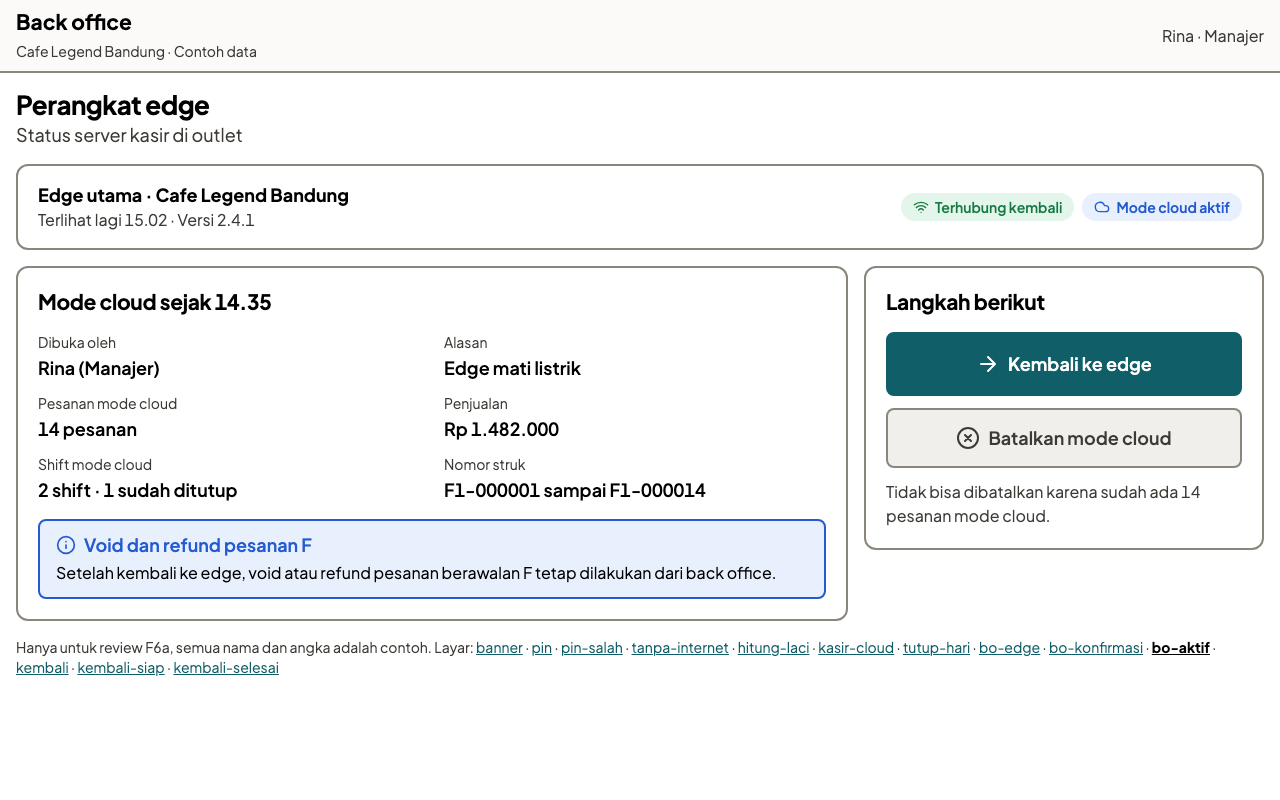 Back office
Cafe Legend Bandung · Contoh data
Rina · Manajer
Perangkat edge
Status server kasir di outlet
Edge utama · Cafe Legend Bandung
Terlihat lagi 15.02 · Versi 2.4.1
Terhubung kembali
Mode cloud aktif
Mode cloud sejak 14.35
Dibuka oleh
Rina (Manajer)
Alasan
Edge mati listrik
Pesanan mode cloud
14 pesanan
Penjualan
Rp 1.482.000
Shift mode cloud
2 shift · 1 sudah ditutup
Nomor struk
F1-000001 sampai F1-000014
Void dan refund pesanan F
Setelah kembali ke edge, void atau refund pesanan berawalan F tetap dilakukan dari back office.
Langkah berikut
Kembali ke edge
Batalkan mode cloud
Tidak bisa dibatalkan karena sudah ada 14
pesanan mode cloud.
Hanya untuk review F6a, semua nama dan angka adalah contoh. Layar: banner · pin · pin-salah · tanpa-internet · hitung-laci · kasir-cloud · tutup-hari · bo-edge · bo-konfirmasi · bo-aktif ·
kembali · kembali-siap · kembali-selesai